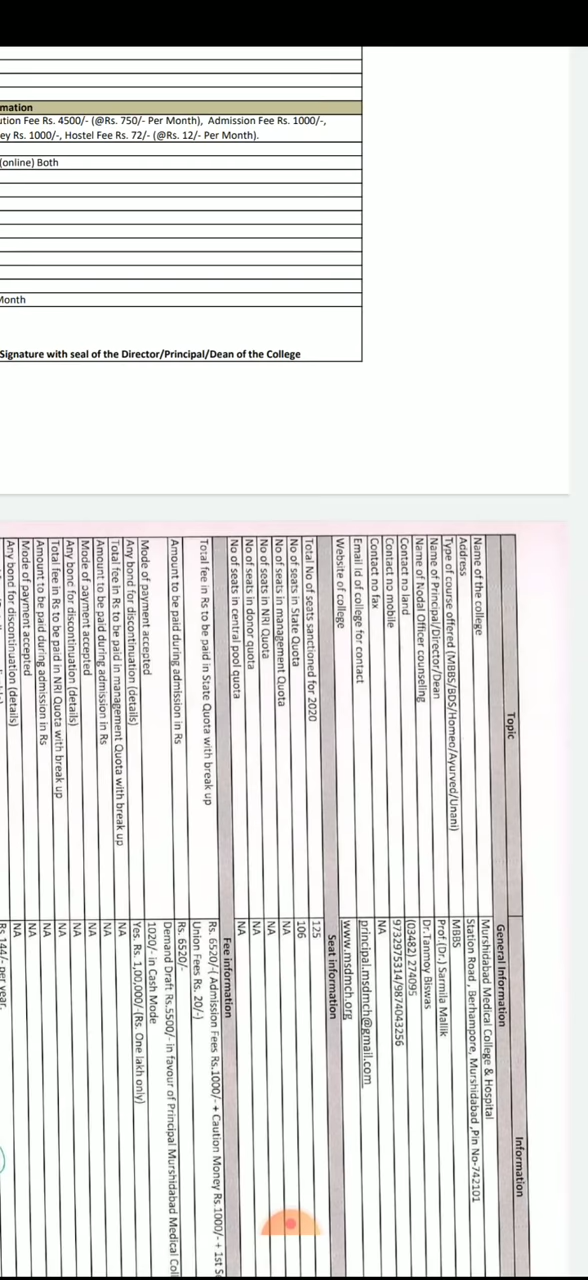 mation
ution Fee Rs. 4500/- (@Rs. 750/- Per Month), Admission Fee Rs. 1000/-,
ey Rs. 1000/-, Hostel Fee Rs. 72/- (@Rs. 12/- Per Month).
(online) Both
Month
Signature with seal of the Director/Principal/Dean of the College
Topic Information
General Information
Name of the college Murshidabad Medical College & Hospital
Address Station Road, Berhampore, Murshidabad ,Pin No-742101
Type of course offered (MBBS/BDS/Homeo/Ayurved/Unani) MBBS
Name of Principal/Director/Dean Prof.(Dr.) Sarmila Mallik
Name of Nodal Officer counseling Dr.Tanmoy Biswas
Contact no land (03482) 274095
Contact no mobile 9732975314/9874043256
Contact no fax NA
Email id of college for contact principal.msdmch@gmail.com
Website of college www.msdmch.org
Seat information
Total No of seats sanctioned for 2020 125
No of seats in State Quota 106
No of seats in management Quota NA
No of seats in NRI Quota NA
No of seats in donor quota NA
No of seats in central pool quota NA
Fee information
Total fee in Rs to be paid in State Quota with break up Rs. 6520/-( Admission Fees Rs.1000/- + Caution Money Rs.1000/- + 1st S
Union Fees Rs. 20/-)
Amount to be paid during admission in Rs Rs. 6520/-
Mode of payment accepted Demand Draft Rs.5500/- in favour of Principal Murshidabad Medical Coll
1020/- in Cash Mode
Any bond for discontinuation (details) Yes. Rs. 1,00,000/-(Rs. One lakh only)
Total fee in Rs to be paid in management Quota with break up NA
Amount to be paid during admission in Rs NA
Mode of payment accepted NA
Any bond for discontinuation (details) NA
Total fee in Rs to be paid in NRI Quota with break up NA
Amount to be paid during admission in Rs NA
Mode of payment accepted NA
Any bond for discontinuation (details) NA
Rs 144/- per year.